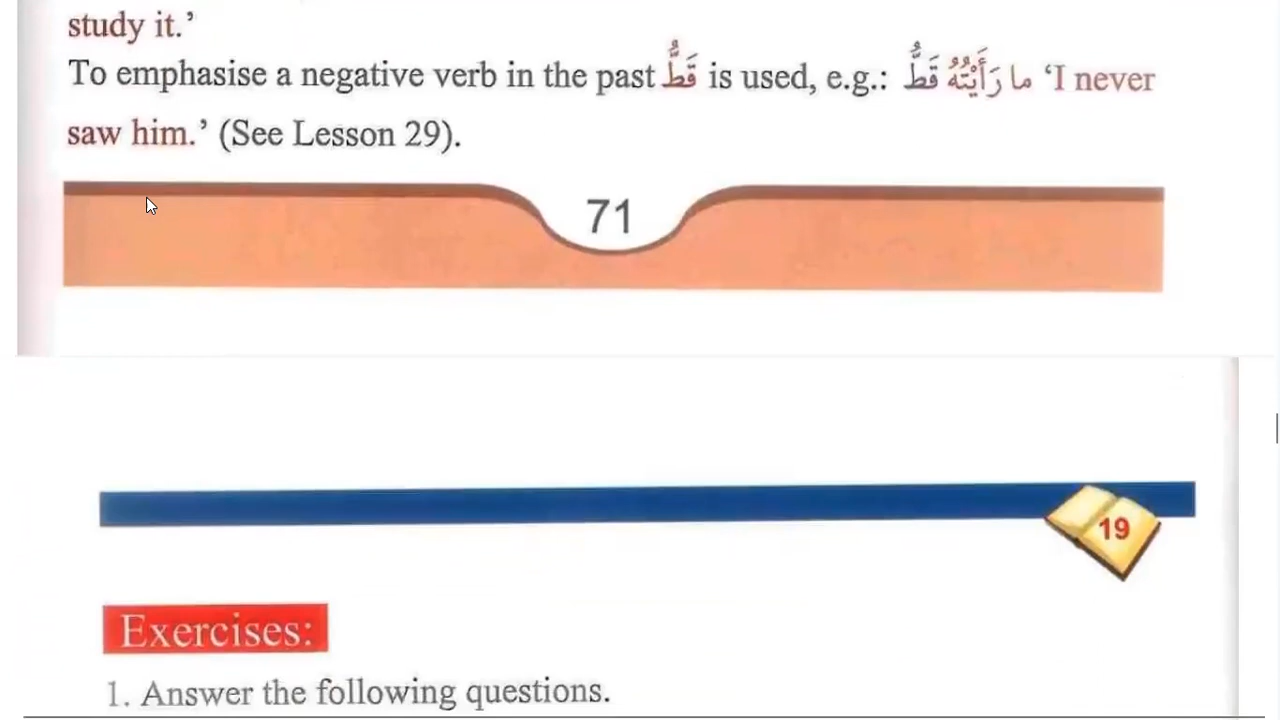 study it.’
To emphasise a negative verb in the past قَطُّ is used, e.g.: ما رَأَيْتُهُ قَطُّ ‘I never
saw him.’ (See Lesson 29).
71
19
Exercises:
1. Answer the following questions.